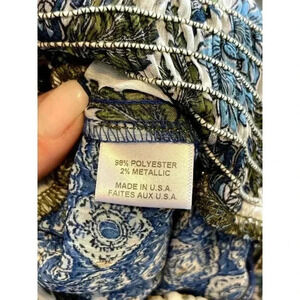 98% POLYESTER
2% METALLIC
MADE IN U.S.A.
FAITES AUX U.S.A.